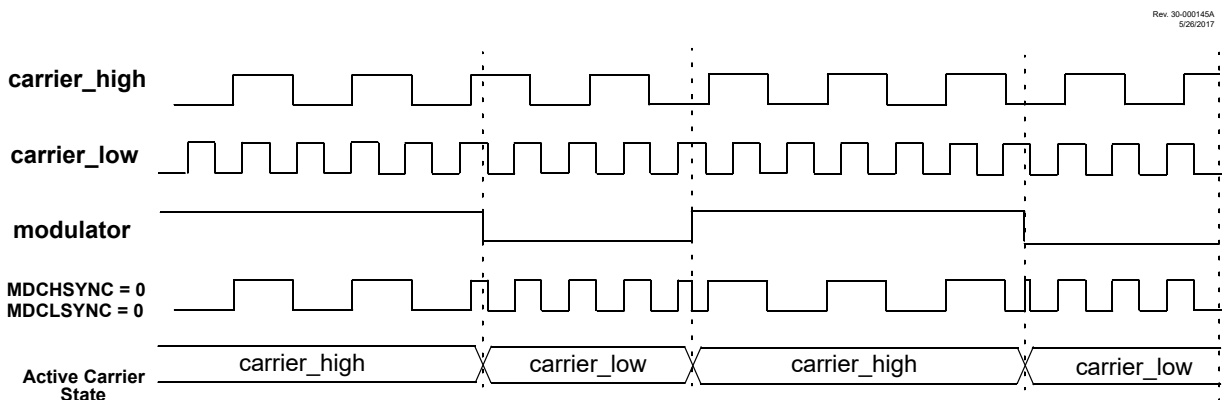 Rev. 30-000145A
5/26/2017
carrier_high
carrier_low
modulator
MDCHSYNC = 0
MDCLSYNC = 0
Active Carrier
State
carrier_high
carrier_low
carrier_high
carrier_low